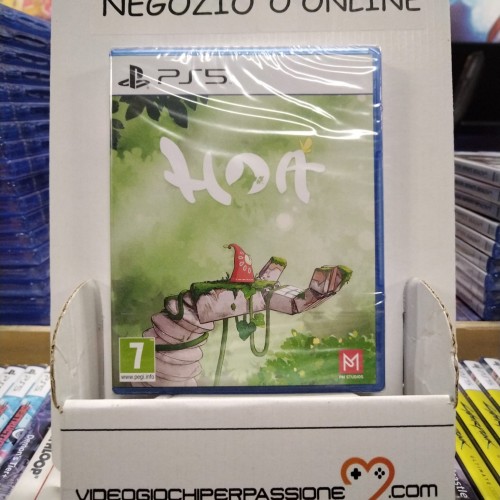 NEGOZIO O ONLINE
PS5
HOA
7
www.pegi.info
PM STUDIOS
VIDEOGIOCHIPERPASSIONE.com